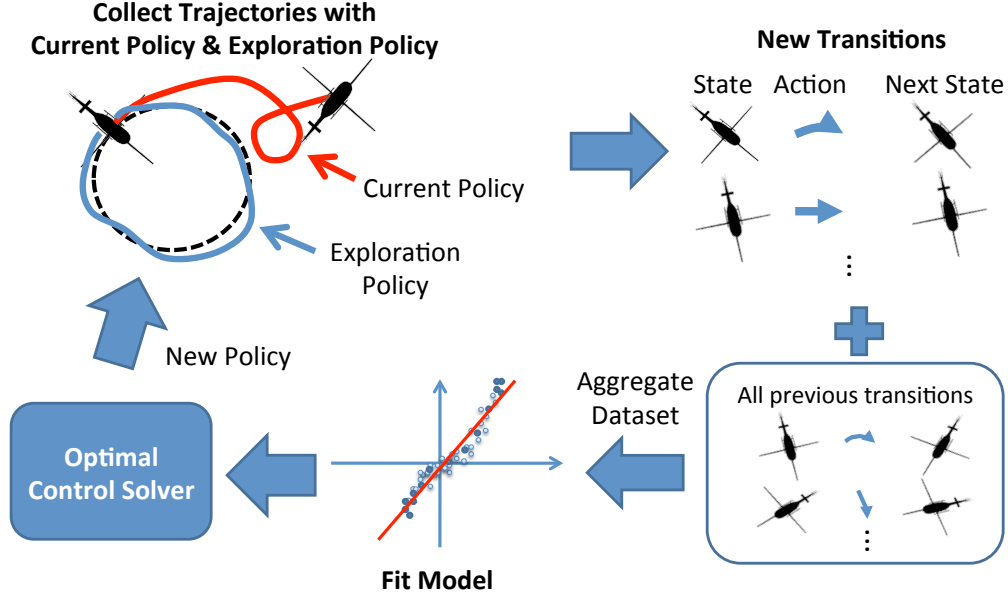 Collect Trajectories with
Current Policy & Exploration Policy
Current Policy
Exploration
Policy
New Transitions
State Action Next State
All previous transitions
Aggregate
Dataset
Fit Model
Optimal
Control Solver
New Policy